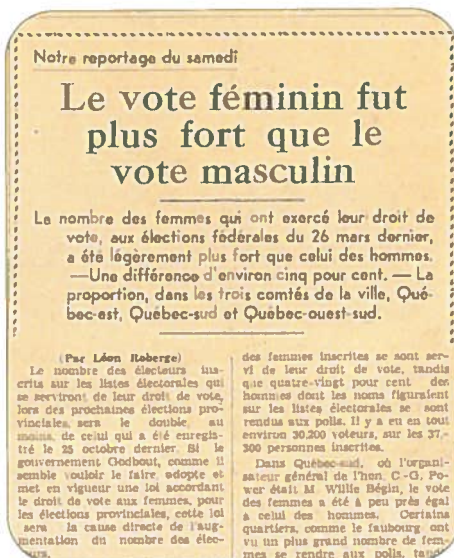 Notre reportage du samedi
Le vote féminin fut
plus fort que le
vote masculin
Le nombre des femmes qui ont exercé leur droit de
vote, aux élections fédérales du 26 mars dernier,
a été légèrement plus fort que celui des hommes.
—Une différence d'environ cinq pour cent. — La
proportion, dans les trois comtés de la ville, Qué-
bec-est, Québec-sud et Québec-ouest-sud.
(Par Léon Roberge)
Le nombre des électeurs ins-
crits sur les listes électorales qui
se serviront de leur droit de vote,
lors des prochaines élections pro-
vinciales, sera le double, au
moins, de celui qui a été enregis-
tré le 25 octobre dernier. Si le
gouvernement Godbout, comme il
semble vouloir le faire, adopte et
met en vigueur une loi accordant
le droit de vote aux femmes, pour
les élections provinciales, cette loi
sera la cause directe de l'aug-
mentation du nombre des élec-
teurs.
des femmes inscrites se sont ser-
vi de leur droit de vote, tandis
que quatre-vingt pour cent des
hommes dont les noms figuraient
sur les listes électorales se sont
rendus aux polls. Il y a eu en tout
environ 30,200 voteurs, sur les 37,-
300 personnes inscrites.
Dans Québec-sud, où l'organi-
sateur général de l'hon. C.-G. Po-
wer était M. Willie Bégin, le vote
des femmes a été à peu près égal
à celui des hommes. Certains
quartiers, comme le faubourg ont
vu un plus grand nombre de fem-
mes se rendre aux polls, tandis